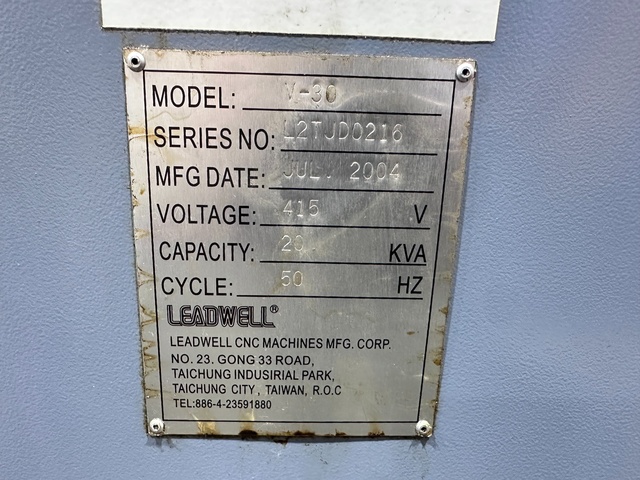 MODEL: V-30
SERIES NO: L2TJD0216
MFG DATE: JUL. 2004
VOLTAGE: 415 V
CAPACITY: 20 KVA
CYCLE: 50 HZ
LEADWELL®
LEADWELL CNC MACHINES MFG. CORP.
NO. 23. GONG 33 ROAD,
TAICHUNG INDUSIRIAL PARK,
TAICHUNG CITY , TAIWAN, R.O.C
TEL:886-4-23591880